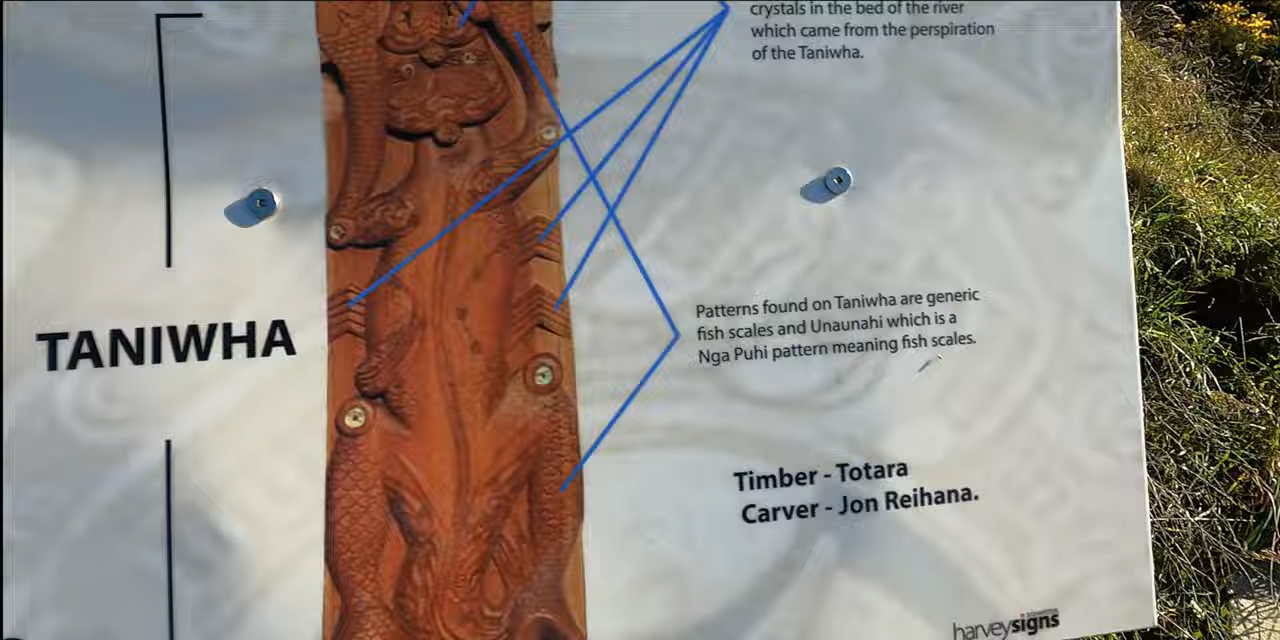 crystals in the bed of the river
which came from the perspiration
of the Taniwha.
TANIWHA
Patterns found on Taniwha are generic
fish scales and Unaunahi which is a
Nga Puhi pattern meaning fish scales.
Timber - Totara
Carver - Jon Reihana.
harveysigns